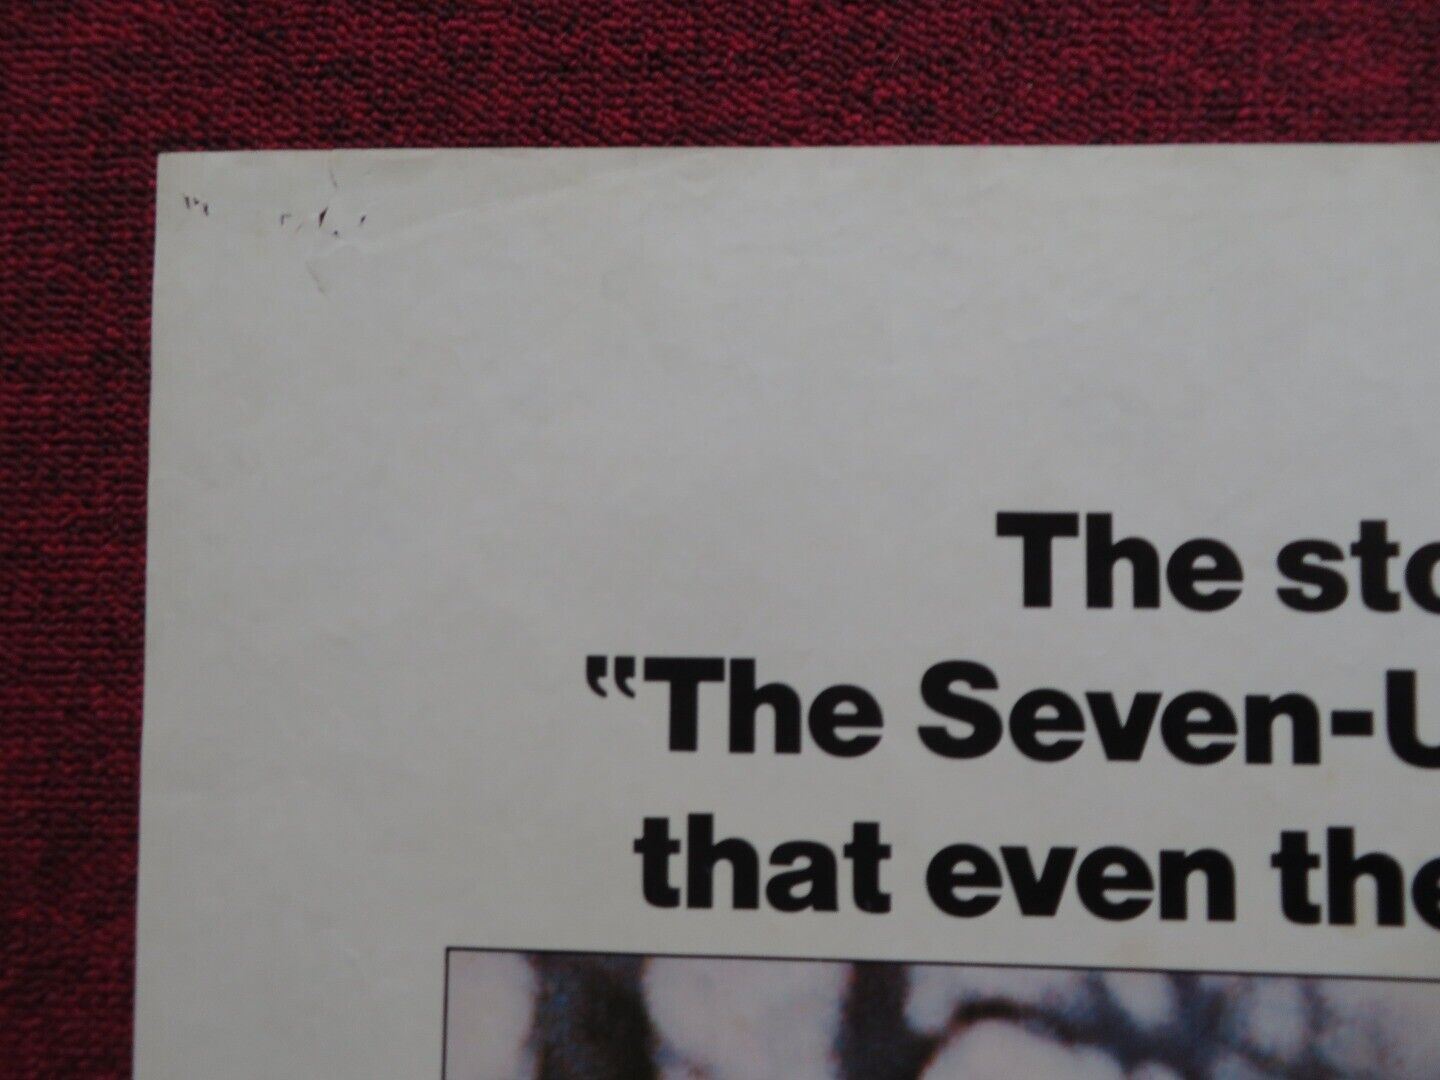 The sto
"The Seven-U
that even the